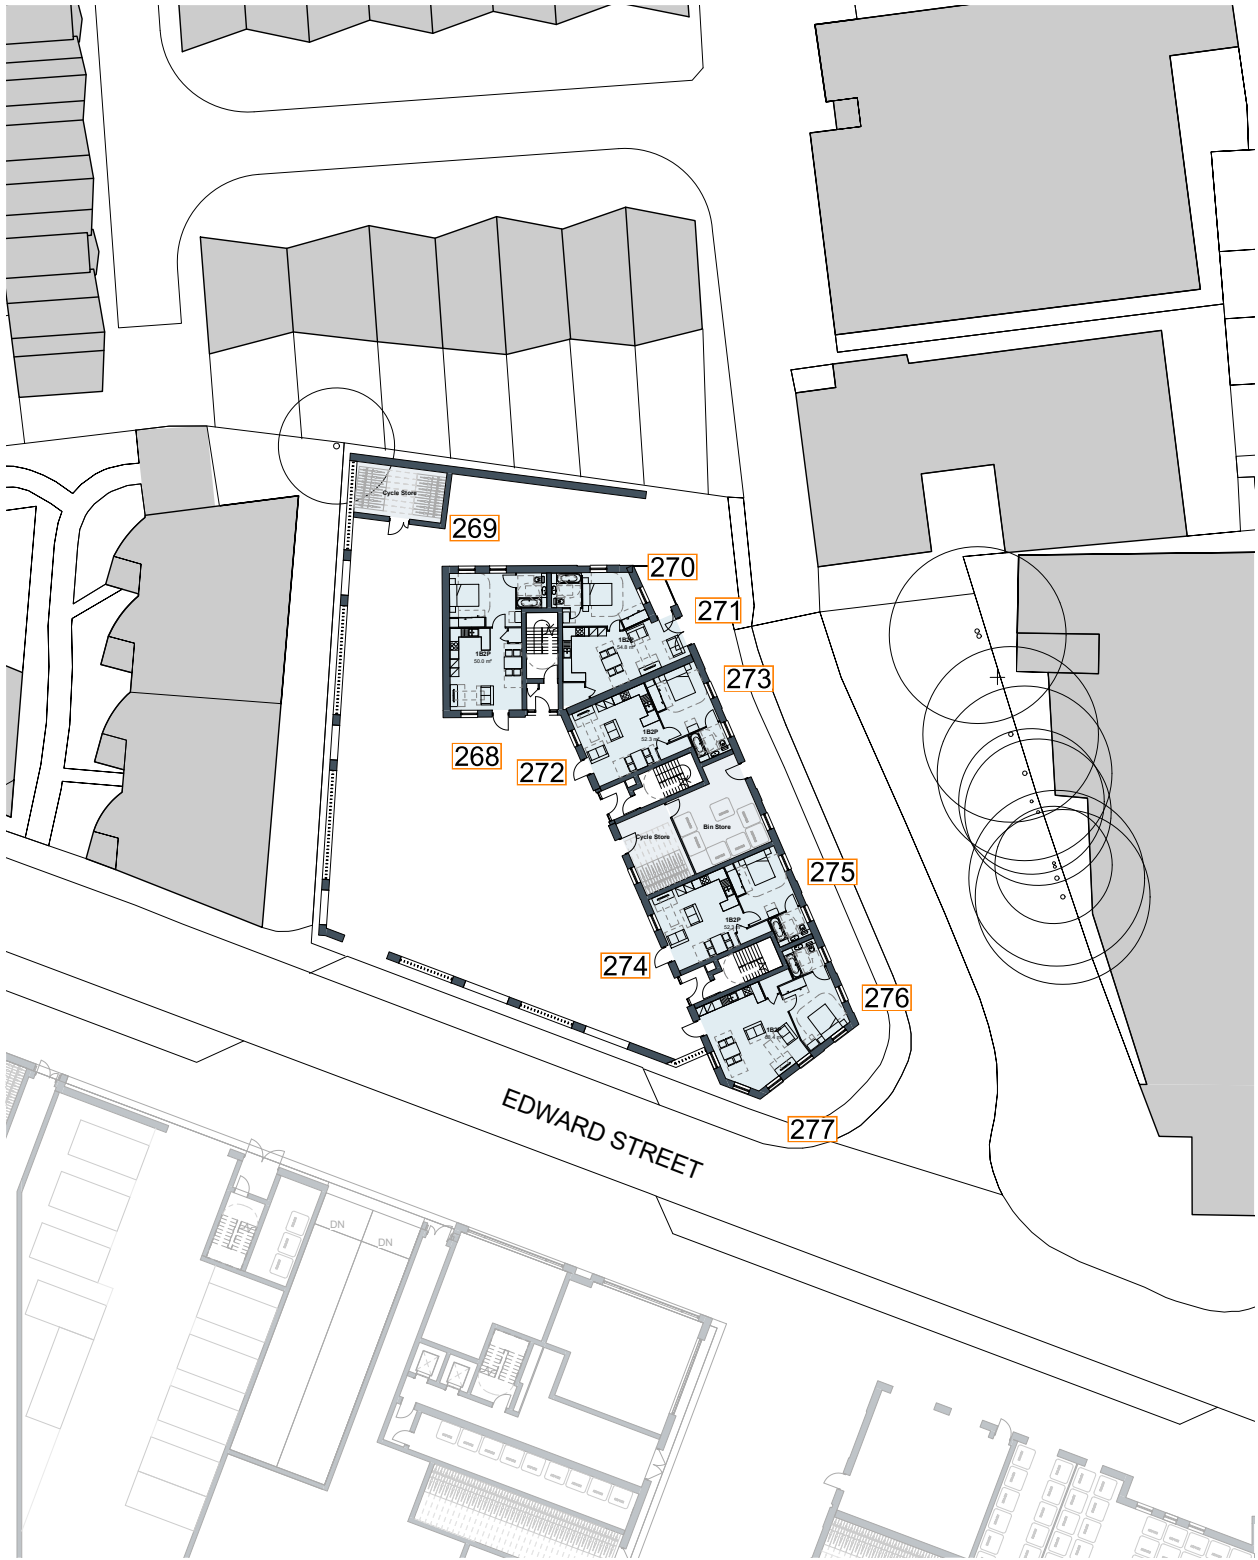 Cycle Store
269
270
271
1B2P
50.0 m²
1B2P
54.8 m²
273
1B2P
52.3 m²
268
272
Cycle Store
Bin Store
275
1B2P
274
276
277
EDWARD STREET
DN
DN